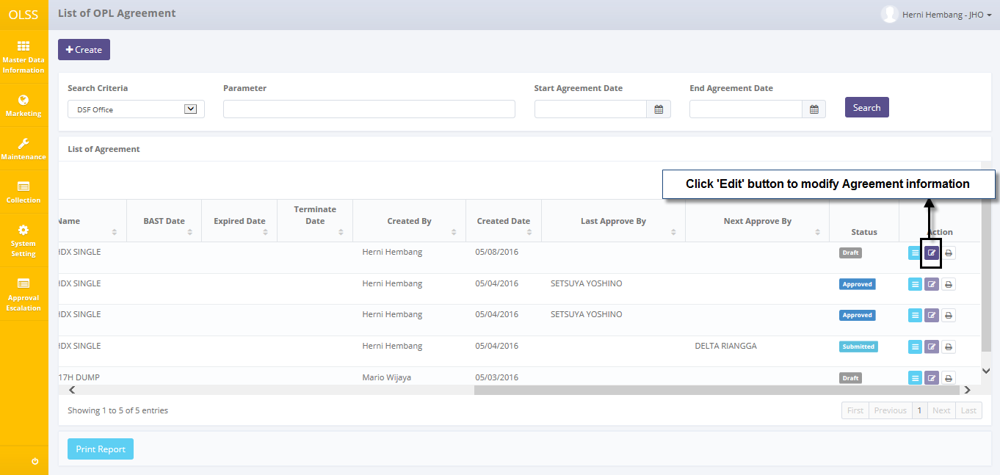 OLSS
List of OPL Agreement
Herni Hembang - JHO
Master Data
Information
Marketing
Maintenance
Collection
System
Setting
Approval
Escalation
Create
Search Criteria
Parameter
Start Agreement Date
End Agreement Date
DSF Office
Search
List of Agreement
Click 'Edit' button to modify Agreement information
Name
BAST Date
Expired Date
Terminate
Date
Created By
Created Date
Last Approve By
Next Approve By
Status
Action
HDX SINGLE Herni Hembang 05/08/2016 Draft
HDX SINGLE Herni Hembang 05/04/2016 SETSUYA YOSHINO Approved
HDX SINGLE Herni Hembang 05/04/2016 SETSUYA YOSHINO Approved
HDX SINGLE Herni Hembang 05/04/2016 DELTA RIANGGA Submitted
17H DUMP Mario Wijaya 05/03/2016 Draft
Showing 1 to 5 of 5 entries
First Previous 1 Next Last
Print Report